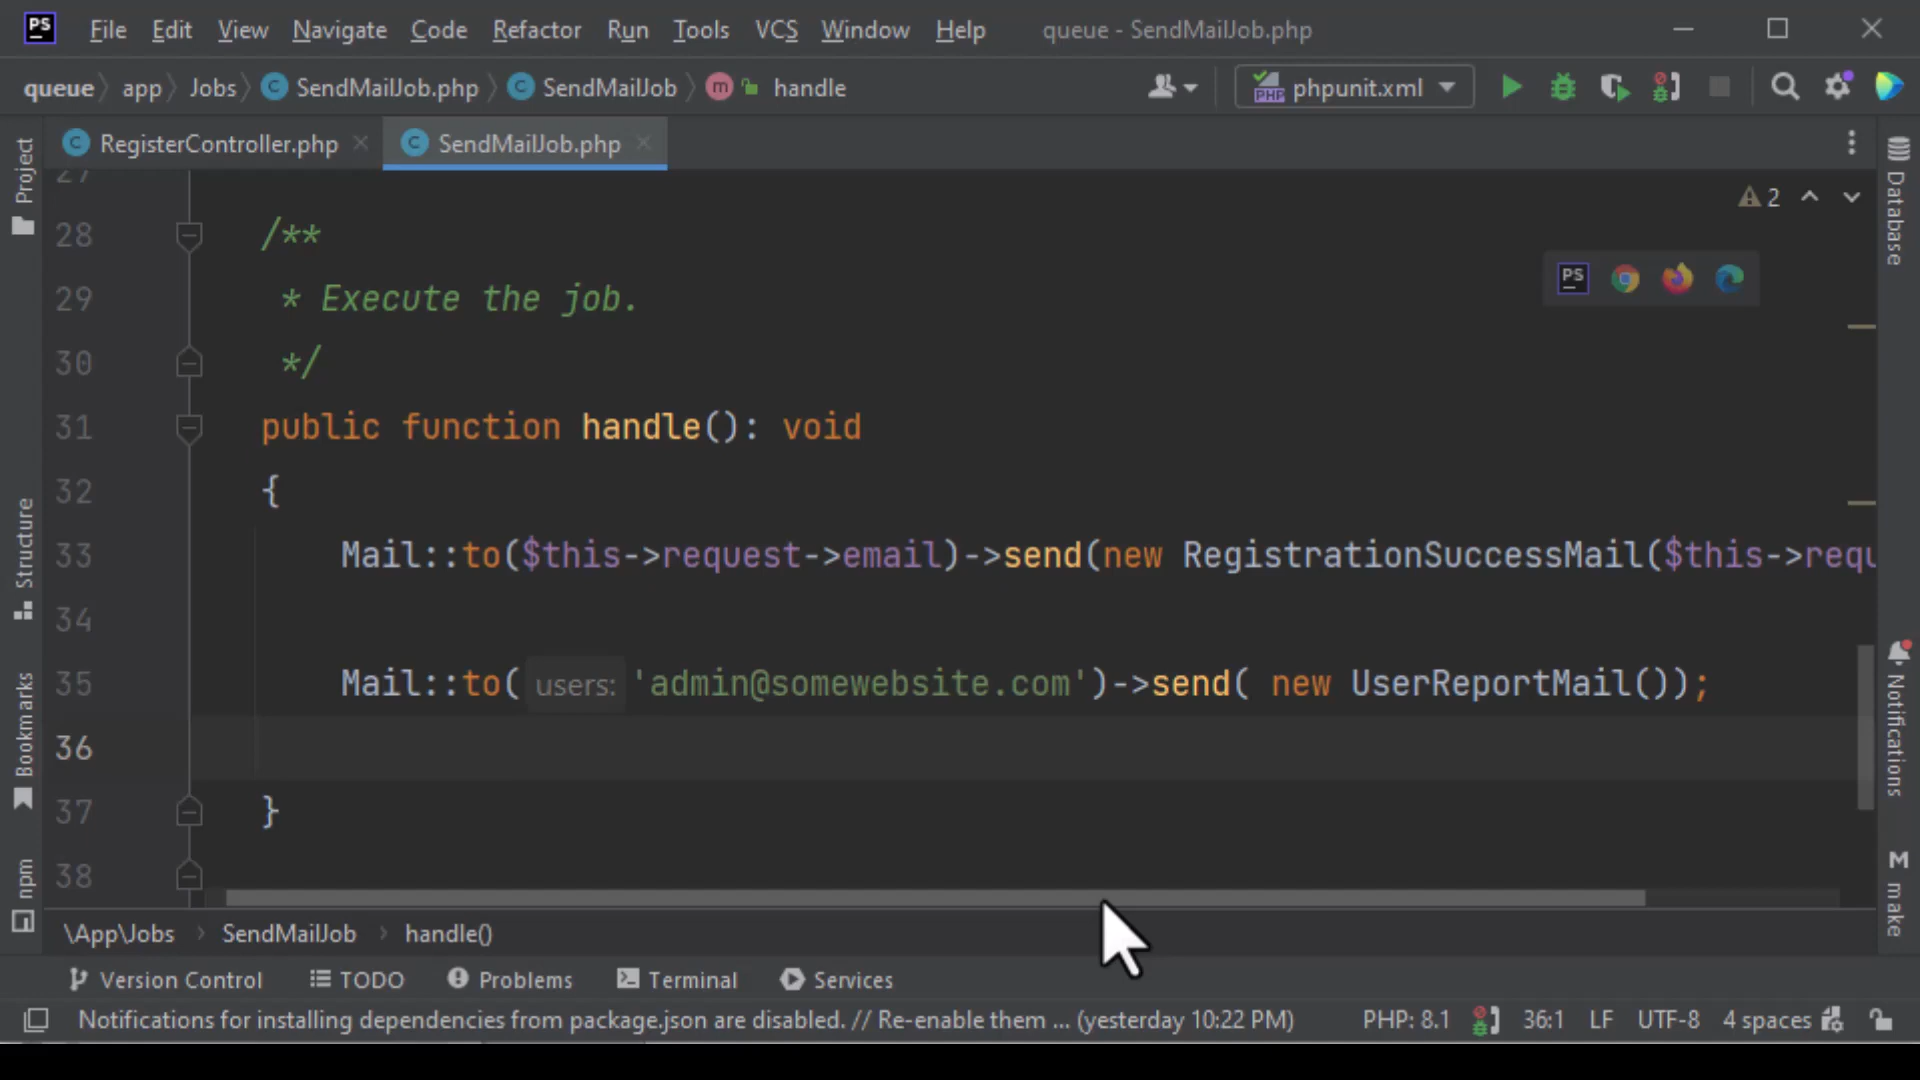 PS File Edit View Navigate Code Refactor Run Tools VCS Window Help queue - SendMailJob.php
queue app Jobs C SendMailJob.php C SendMailJob m handle PHP phpunit.xml
C RegisterController.php C SendMailJob.php
Project
Structure
Bookmarks
npm
27
2
28 /**
PS
29 * Execute the job.
30 */
31 public function handle(): void
32 {
33 Mail::to($this->request->email)->send(new RegistrationSuccessMail($this->requ
34
35 Mail::to( users: 'admin@somewebsite.com')->send( new UserReportMail());
36
37 }
38
Database
Notifications
M make
\App\Jobs SendMailJob handle()
Version Control TODO Problems Terminal Services
Notifications for installing dependencies from package.json are disabled. // Re-enable them ... (yesterday 10:22 PM) PHP: 8.1 36:1 LF UTF-8 4 spaces